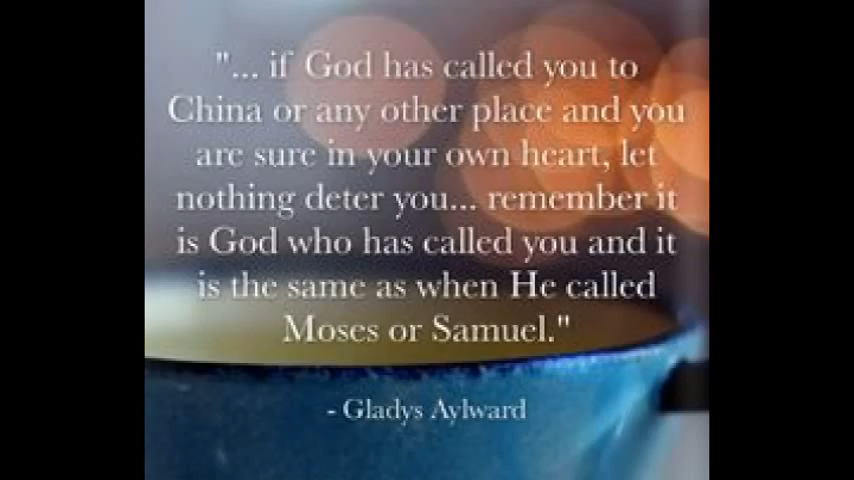 "... if God has called you to
China or any other place and you
are sure in your own heart, let
nothing deter you... remember it
is God who has called you and it
is the same as when He called
Moses or Samuel."
- Gladys Aylward